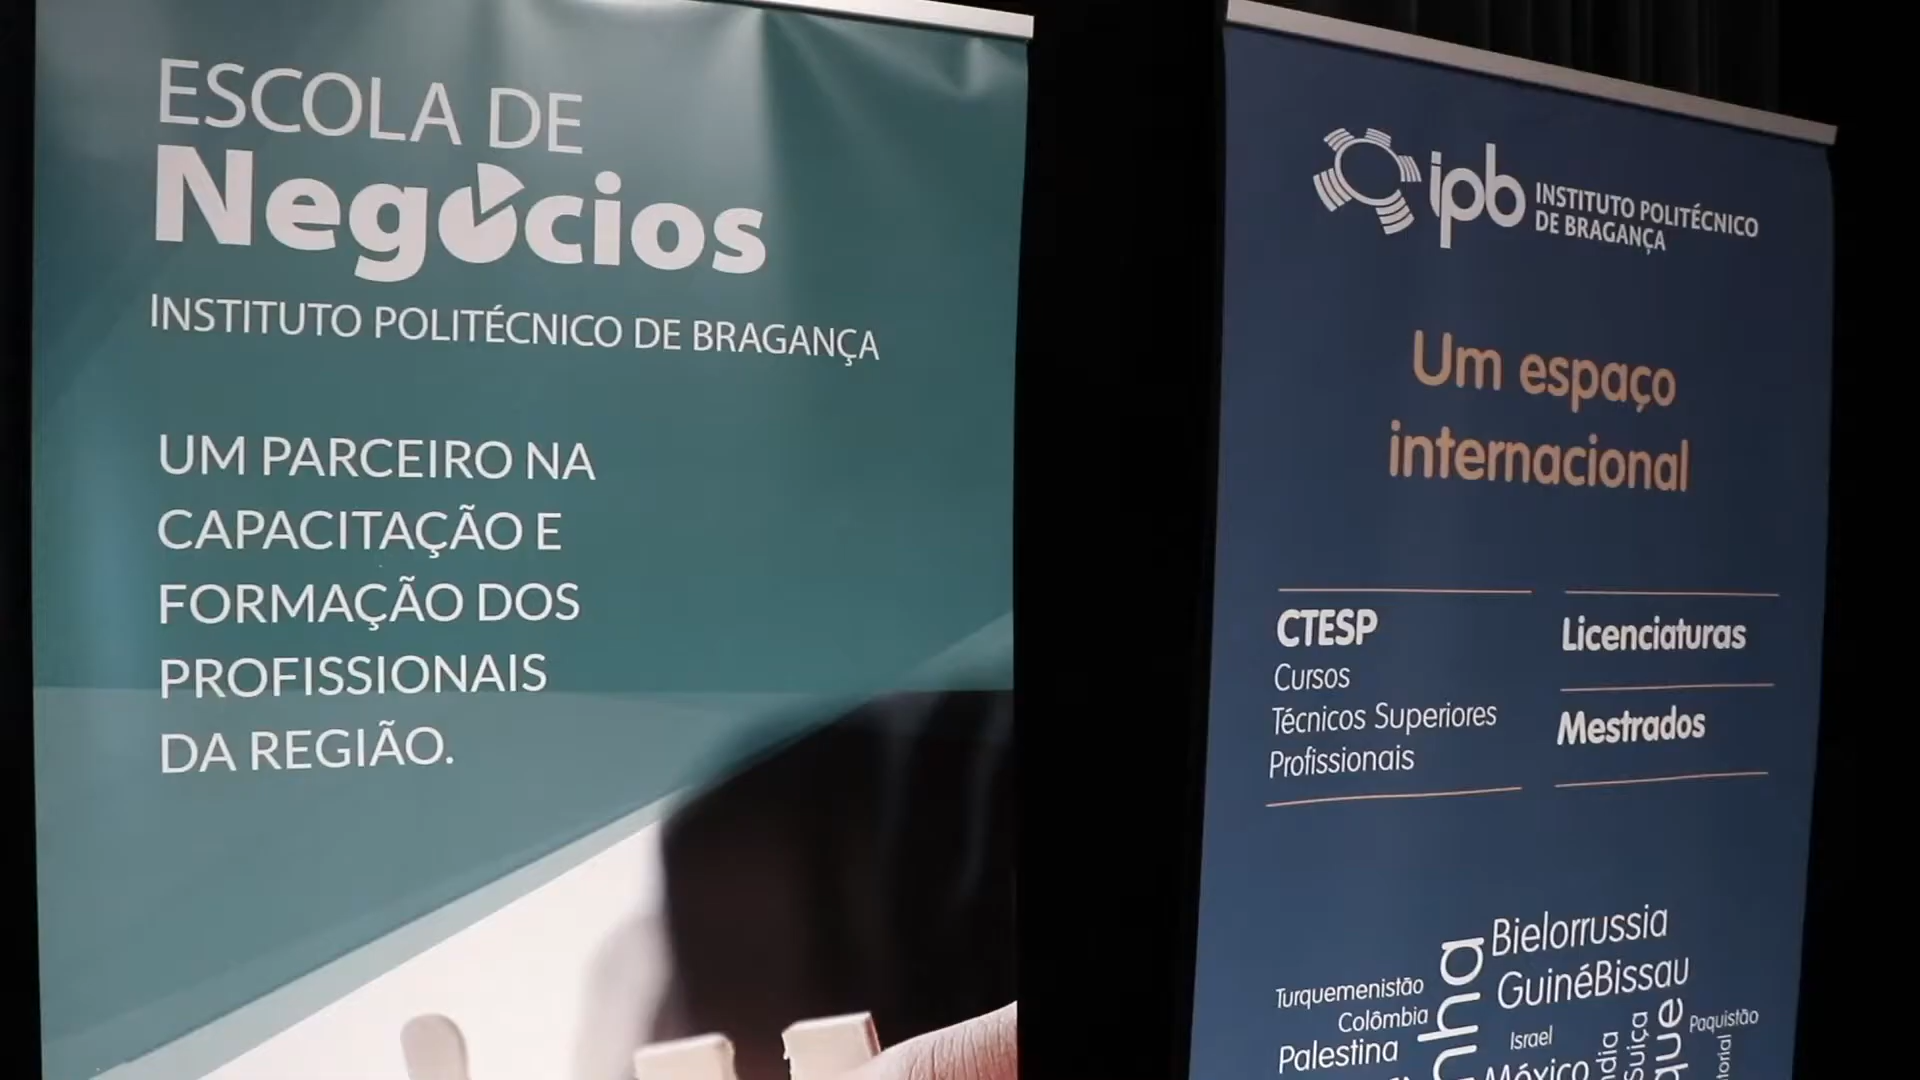 ESCOLA DE
Negócios
INSTITUTO POLITÉCNICO DE BRAGANÇA
UM PARCEIRO NA
CAPACITAÇÃO E
FORMAÇÃO DOS
PROFISSIONAIS
DA REGIÃO.
ipb
INSTITUTO POLITÉCNICO
DE BRAGANÇA
Um espaço
internacional
CTESP
Cursos
Técnicos Superiores
Profissionais
Licenciaturas
Mestrados
Bielorrussia
GuinéBissau
Turquemenistão
Colômbia
Palestina
Israel
México
Paquistão